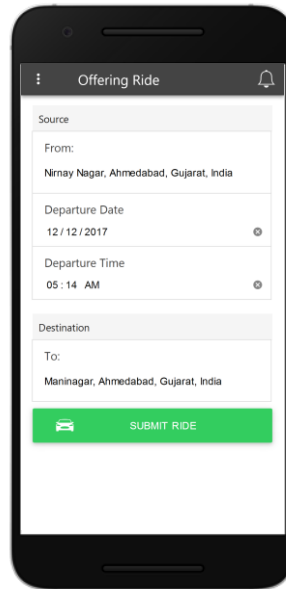 Offering Ride
Source
From:
Nirnay Nagar, Ahmedabad, Gujarat, India
Departure Date
12 / 12 / 2017
Departure Time
05 : 14 AM
Destination
To:
Maninagar, Ahmedabad, Gujarat, India
SUBMIT RIDE